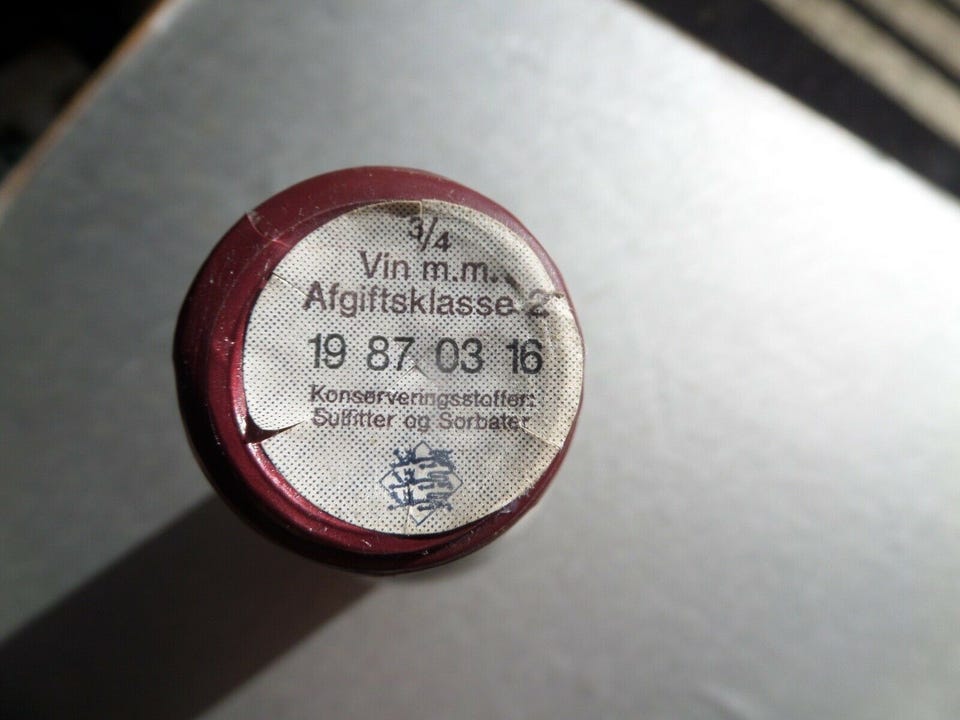 3/4
Vin m.m.
Afgiftsklasse 2
19 87 03 16
Konserveringsstoffer:
Sulfitter og Sorbater